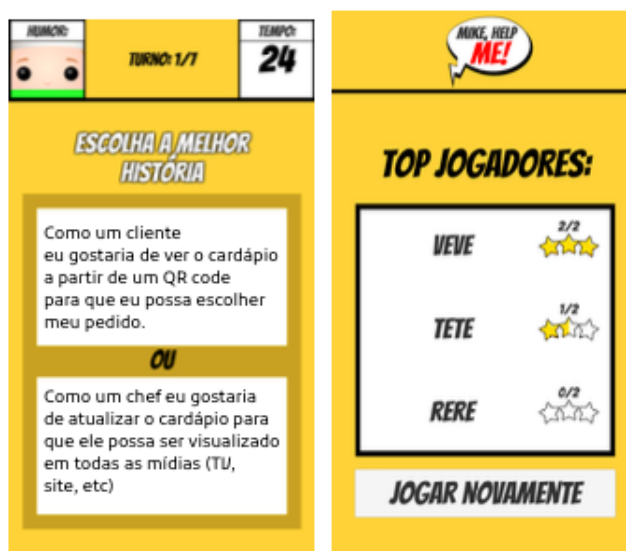 HUMOR:
TURNO: 1/7
TEMPO:
24
ESCOLHA A MELHOR
HISTÓRIA
Como um cliente
eu gostaria de ver o cardápio
a partir de um QR code
para que eu possa escolher
meu pedido.
OU
Como um chef eu gostaria
de atualizar o cardápio para
que ele possa ser visualizado
em todas as mídias (TV,
site, etc)
MIKE, HELP
ME!
TOP JOGADORES:
VEVE
2/2
TETE
1/2
RERE
0/2
JOGAR NOVAMENTE